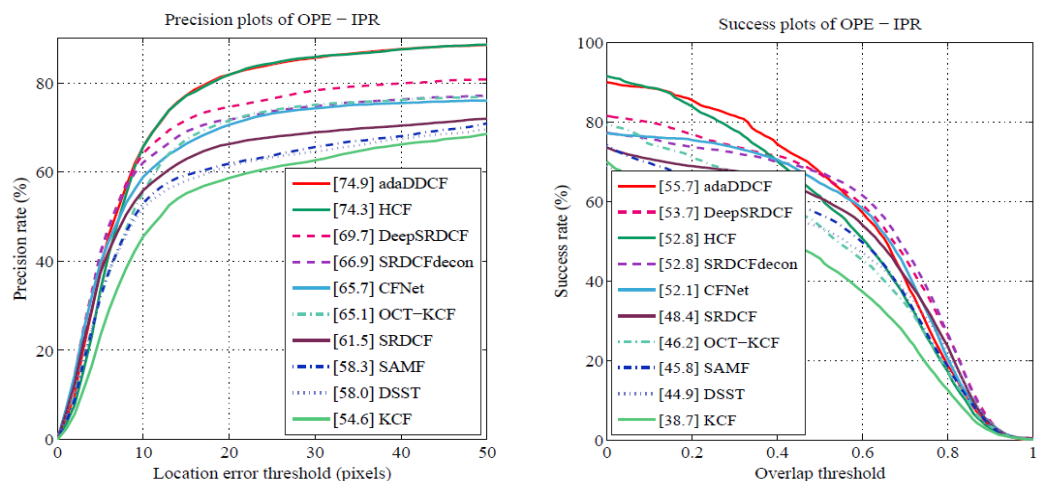 Precision plots of OPE − IPR
Precision rate (%)
80
60
40
20
0
0 10 20 30 40 50
Location error threshold (pixels)
[74.9] adaDDCF
[74.3] HCF
[69.7] DeepSRDCF
[66.9] SRDCFdecon
[65.7] CFNet
[65.1] OCT−KCF
[61.5] SRDCF
[58.3] SAMF
[58.0] DSST
[54.6] KCF
Success plots of OPE − IPR
Success rate (%)
100
80
60
40
20
0
0 0.2 0.4 0.6 0.8 1
Overlap threshold
[55.7] adaDDCF
[53.7] DeepSRDCF
[52.8] HCF
[52.8] SRDCFdecon
[52.1] CFNet
[48.4] SRDCF
[46.2] OCT−KCF
[45.8] SAMF
[44.9] DSST
[38.7] KCF